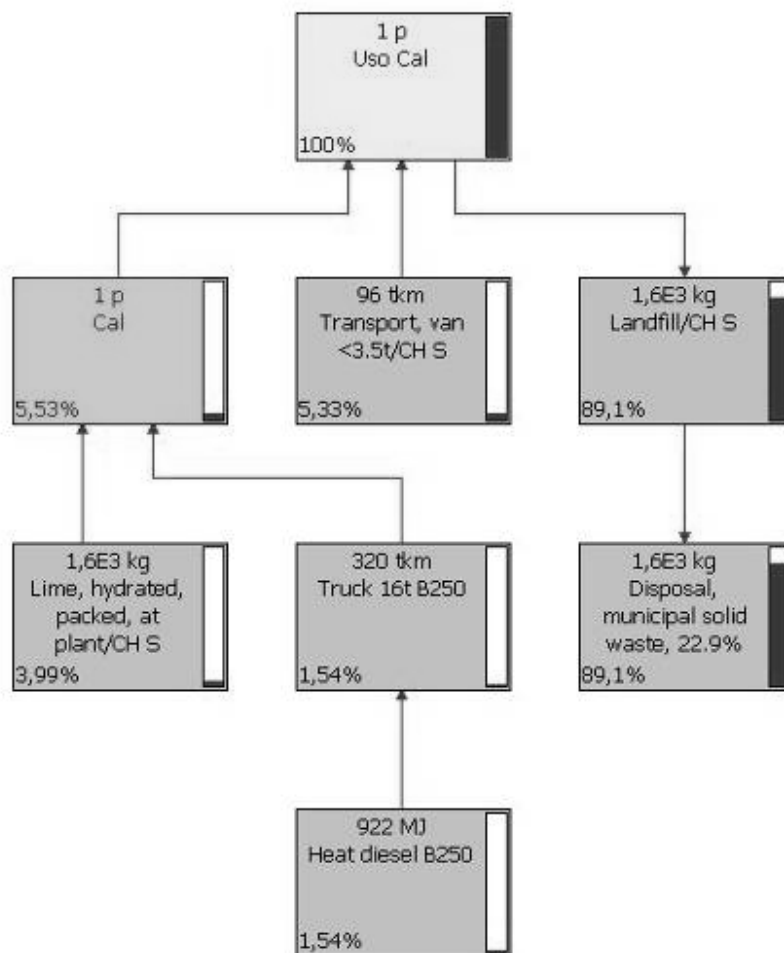 1 p
Uso Cal
100%
1 p
Cal
5,53%
96 tkm
Transport, van
<3.5t/CH S
5,33%
1,6E3 kg
Landfill/CH S
89,1%
1,6E3 kg
Lime, hydrated,
packed, at
plant/CH S
3,99%
320 tkm
Truck 16t B250
1,54%
1,6E3 kg
Disposal,
municipal solid
waste, 22.9%
89,1%
922 MJ
Heat diesel B250
1,54%